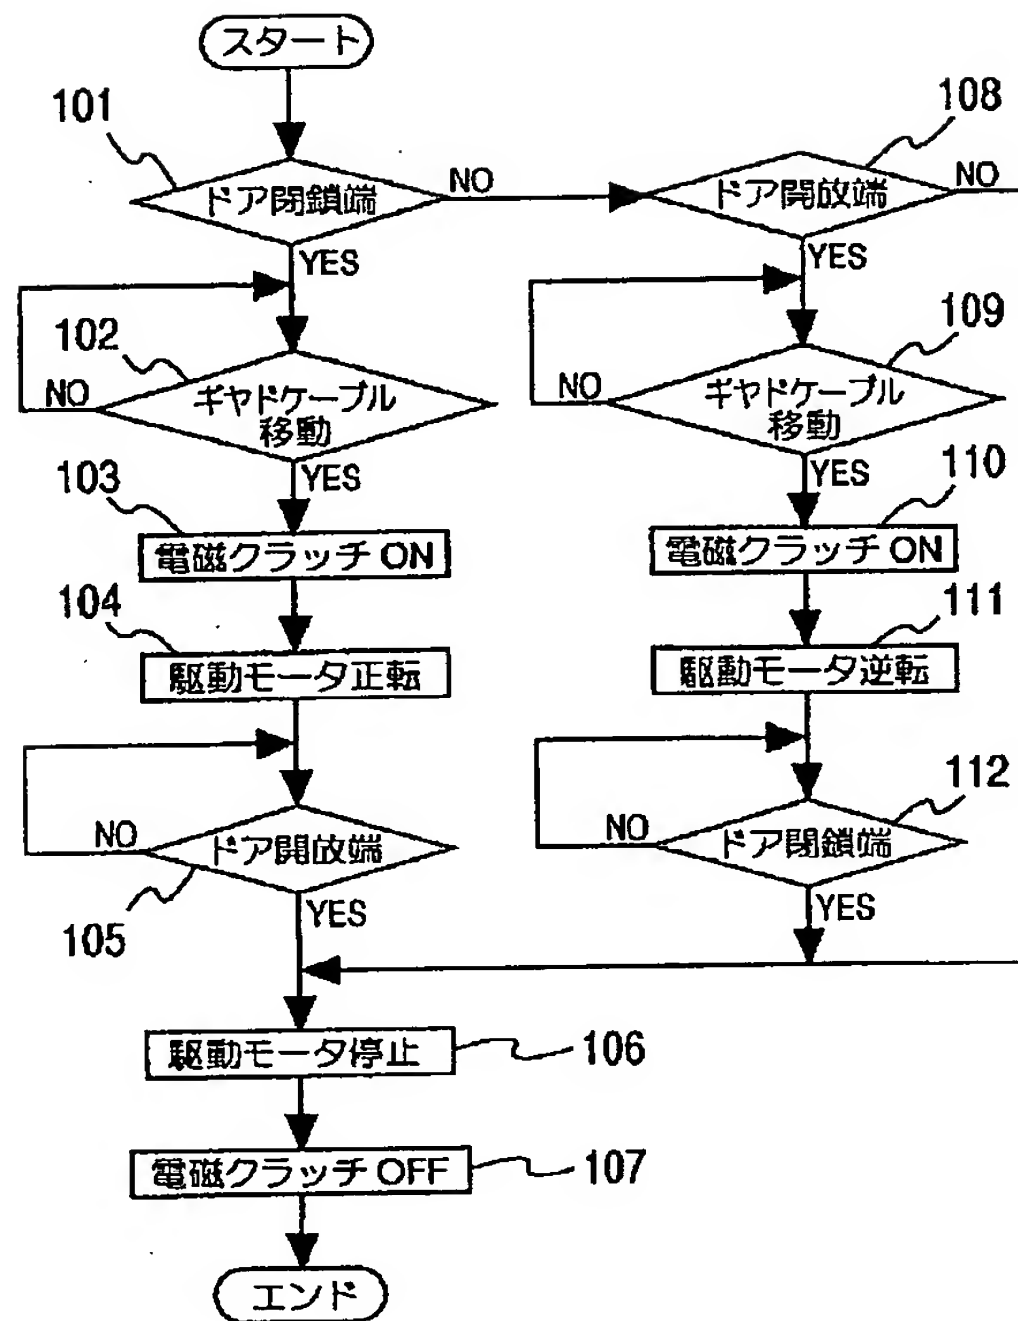 スタート
101
ドア閉鎖端
NO
YES
102
ギヤドケーブル
移動
NO
YES
103
電磁クラッチ ON
104
駆動モータ正転
NO
ドア開放端
105
YES
108
ドア開放端
NO
YES
109
ギヤドケーブル
移動
NO
YES
110
電磁クラッチ ON
111
駆動モータ逆転
112
NO
ドア閉鎖端
YES
駆動モータ停止
106
電磁クラッチ OFF
107
エンド